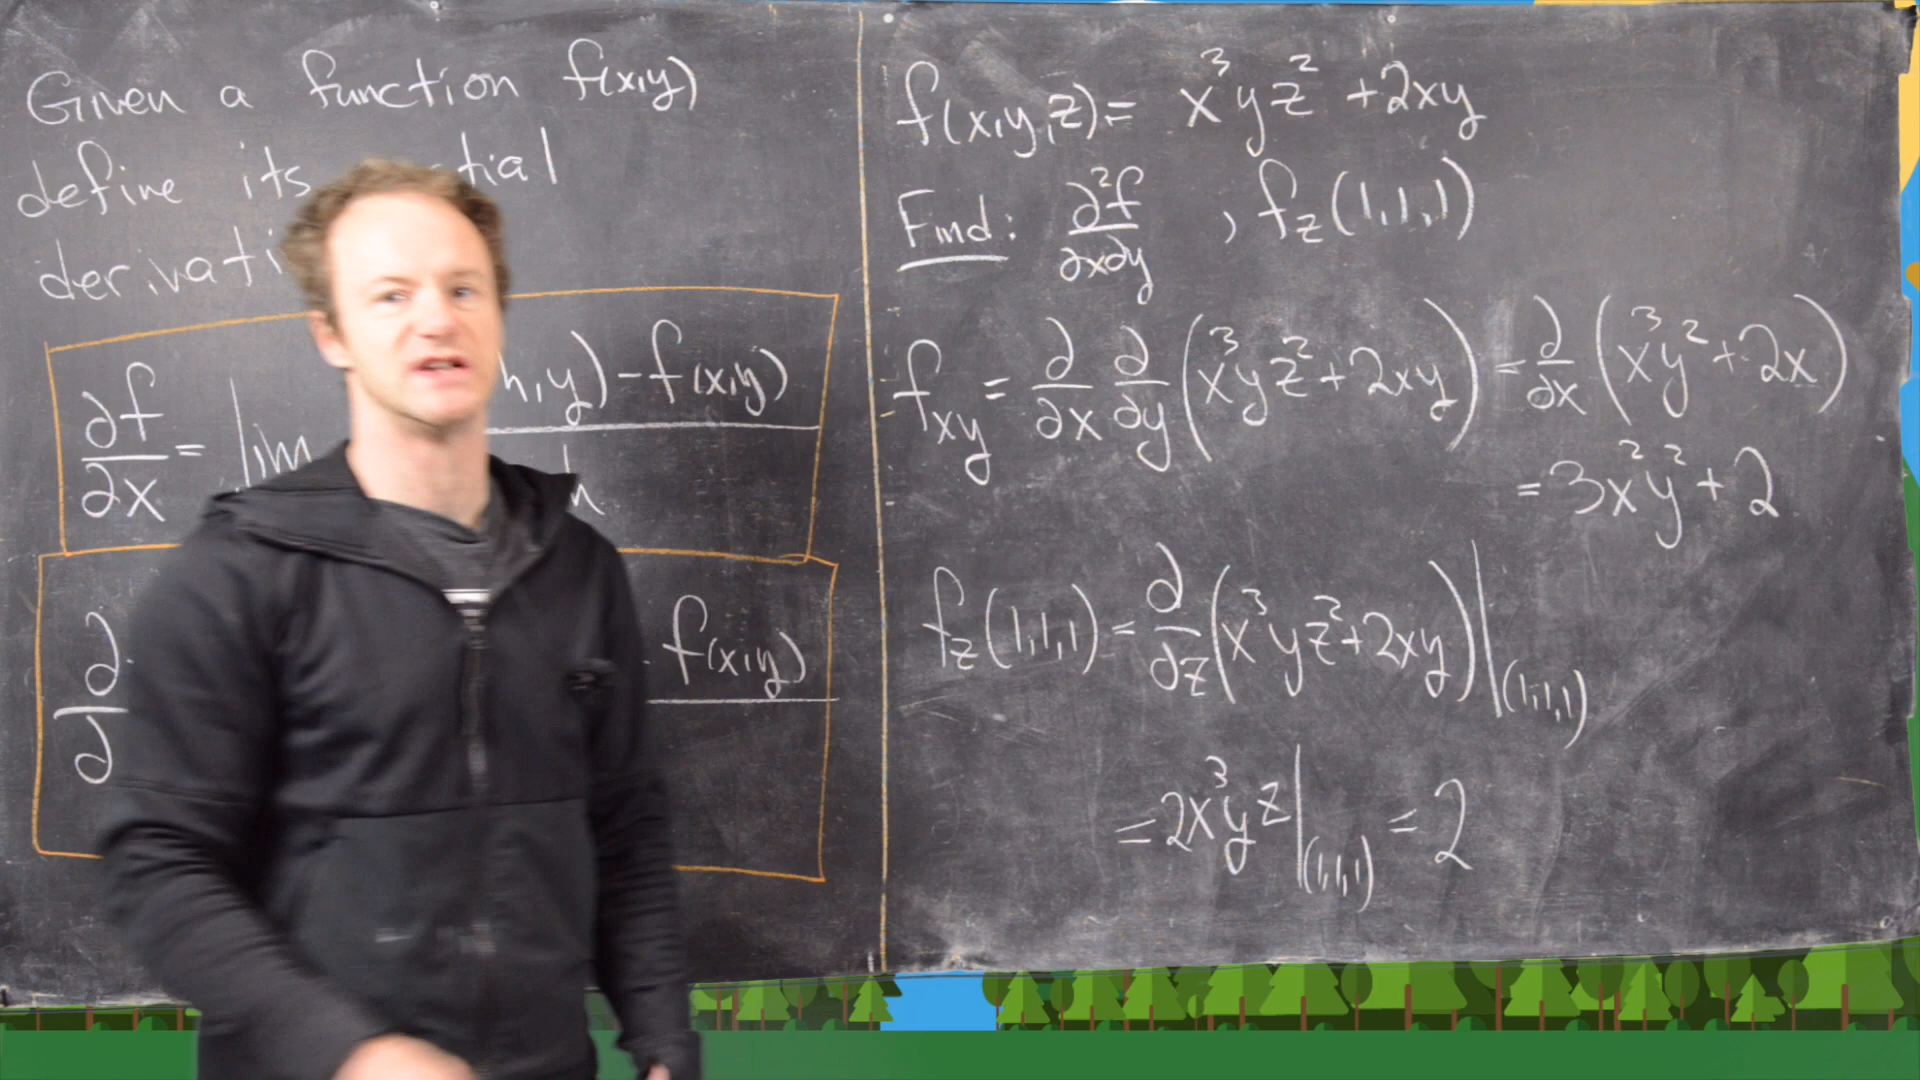 Given a function f(x,y)
define its tial
derivati
∂f/∂x = lim h,y) - f(x,y) / h
∂ / ∂ f(x,y)
f(x,y,z) = x³yz² + 2xy
Find: ∂²f/∂x∂y , f_z(1,1,1)
f_xy = ∂/∂x ∂/∂y (x³yz² + 2xy) = ∂/∂x (x³y² + 2x)
= 3x²y² + 2
f_z(1,1,1) = ∂/∂z (x³yz² + 2xy)|_(1,1,1)
= 2x³yz|_(1,1,1) = 2